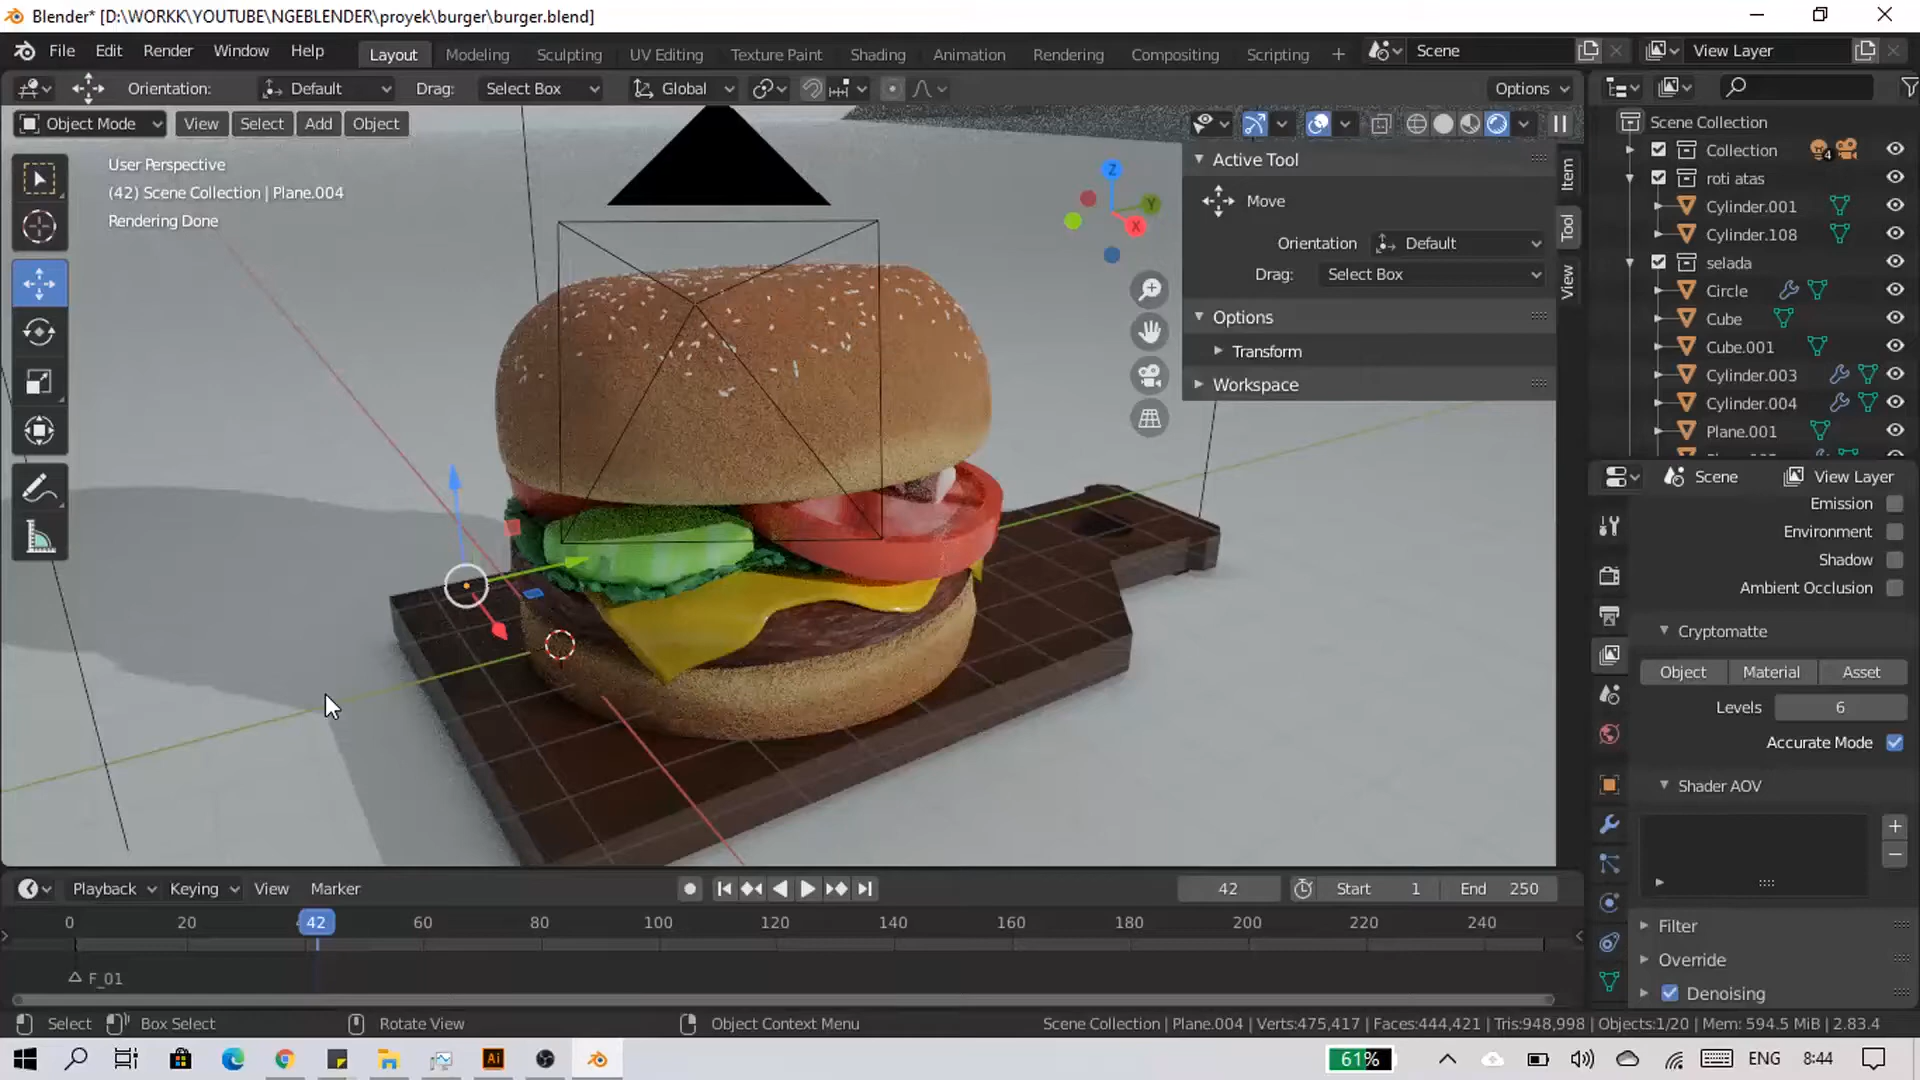 Blender* [D:\WORKK\YOUTUBE\NGEBLENDER\proyek\burger\burger.blend]
File Edit Render Window Help Layout Modeling Sculpting UV Editing Texture Paint Shading Animation Rendering Compositing Scripting + Scene View Layer
Orientation: Default Drag: Select Box Global Options
Object Mode View Select Add Object
User Perspective
(42) Scene Collection | Plane.004
Rendering Done
Z
Y
X
Active Tool
Move
Orientation Default
Drag: Select Box
Options
Transform
Workspace
Item
Tool
View
Scene Collection
Collection 4
roti atas
Cylinder.001
Cylinder.108
selada
Circle
Cube
Cube.001
Cylinder.003
Cylinder.004
Plane.001
Scene View Layer
Emission
Environment
Shadow
Ambient Occlusion
Cryptomatte
Object Material Asset
Levels 6
Accurate Mode
Shader AOV
Filter
Override
Denoising
Playback Keying View Marker 42 Start 1 End 250
0 20 42 60 80 100 120 140 160 180 200 220 240
F_01
Select Box Select Rotate View Object Context Menu Scene Collection | Plane.004 | Verts:475,417 | Faces:444,421 | Tris:948,998 | Objects:1/20 | Mem: 594.5 MiB | 2.83.4
Ai 61% ENG 8:44